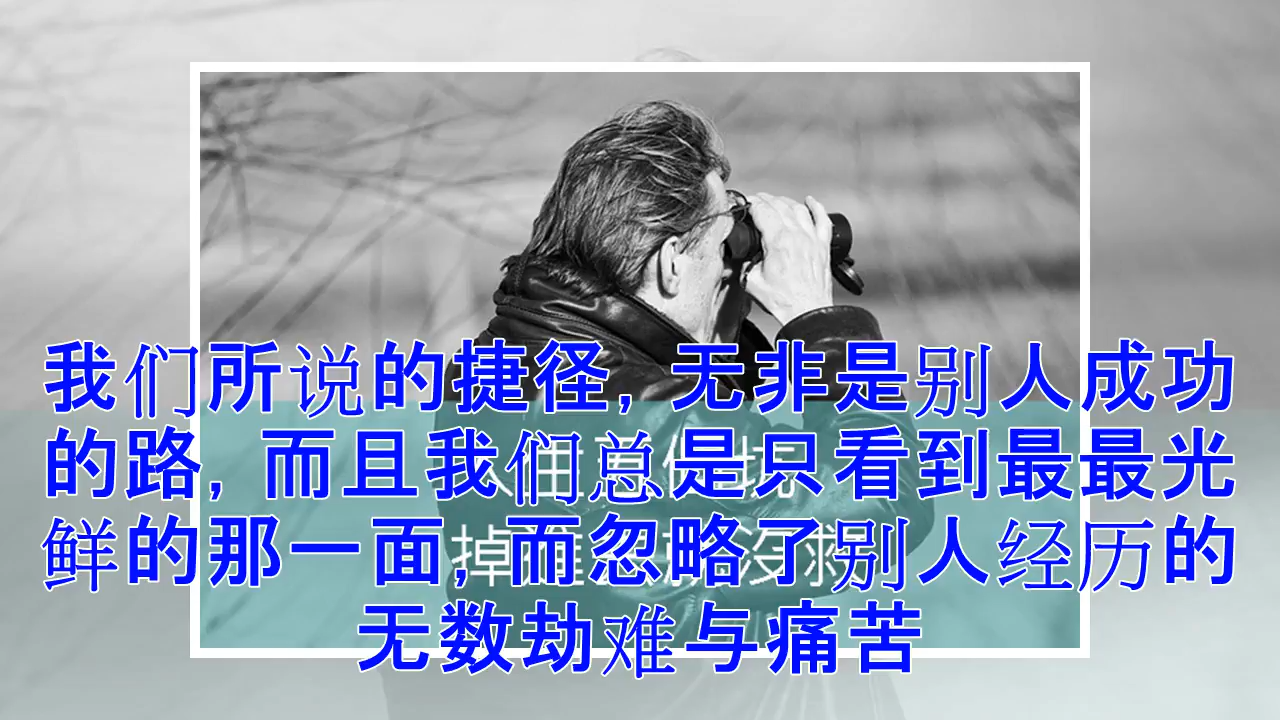 我们所说的捷径, 无非是别人成功
的路, 而且我们总是只看到最最光
鲜的那一面, 而忽略了别人经历的
无数劫难与痛苦